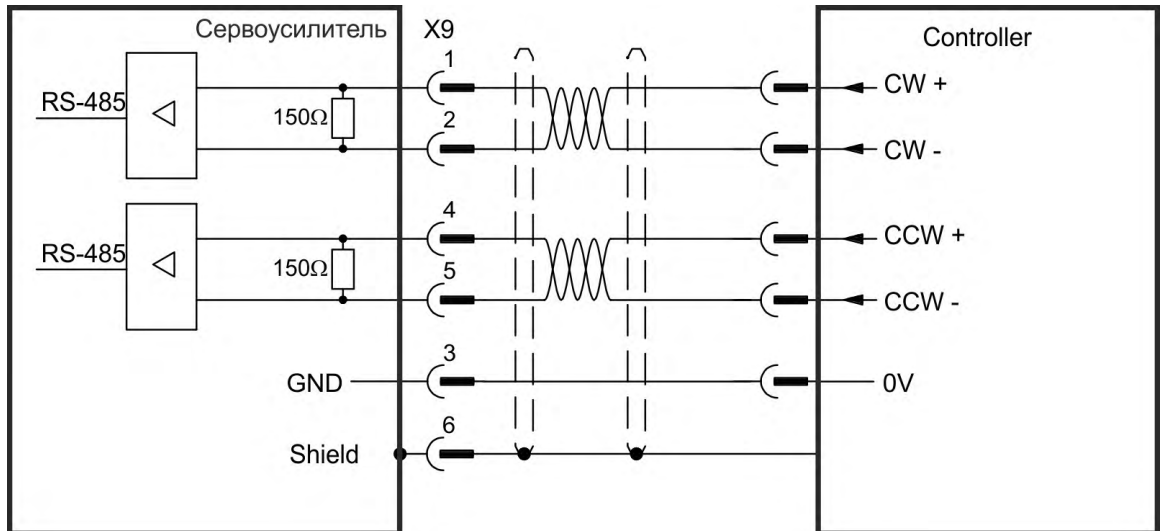 Сервоусилитель
X9
Controller
1
RS-485
150Ω
CW +
2
CW -
4
RS-485
150Ω
CCW +
5
CCW -
3
GND
0V
6
Shield